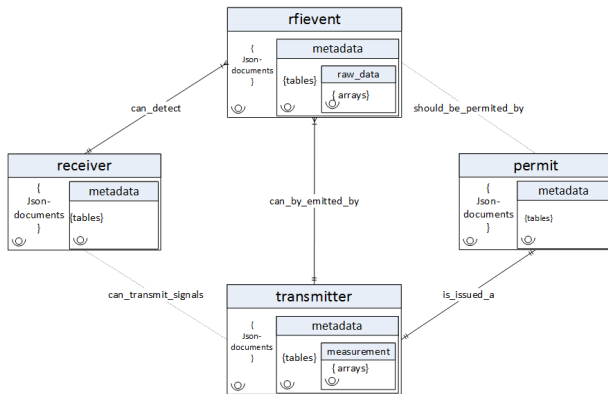 rfievent
{
Json-
documents
}
metadata
{tables}
raw_data
{ arrays}
can_detect
should_be_permited_by
receiver
{
Json-
documents
}
metadata
{tables}
can_by_emitted_by
permit
{
Json-
documents
}
metadata
{tables}
can_transmit_signals
is_issued_a
transmitter
{
Json-
documents
}
metadata
{tables}
measurement
{ arrays}